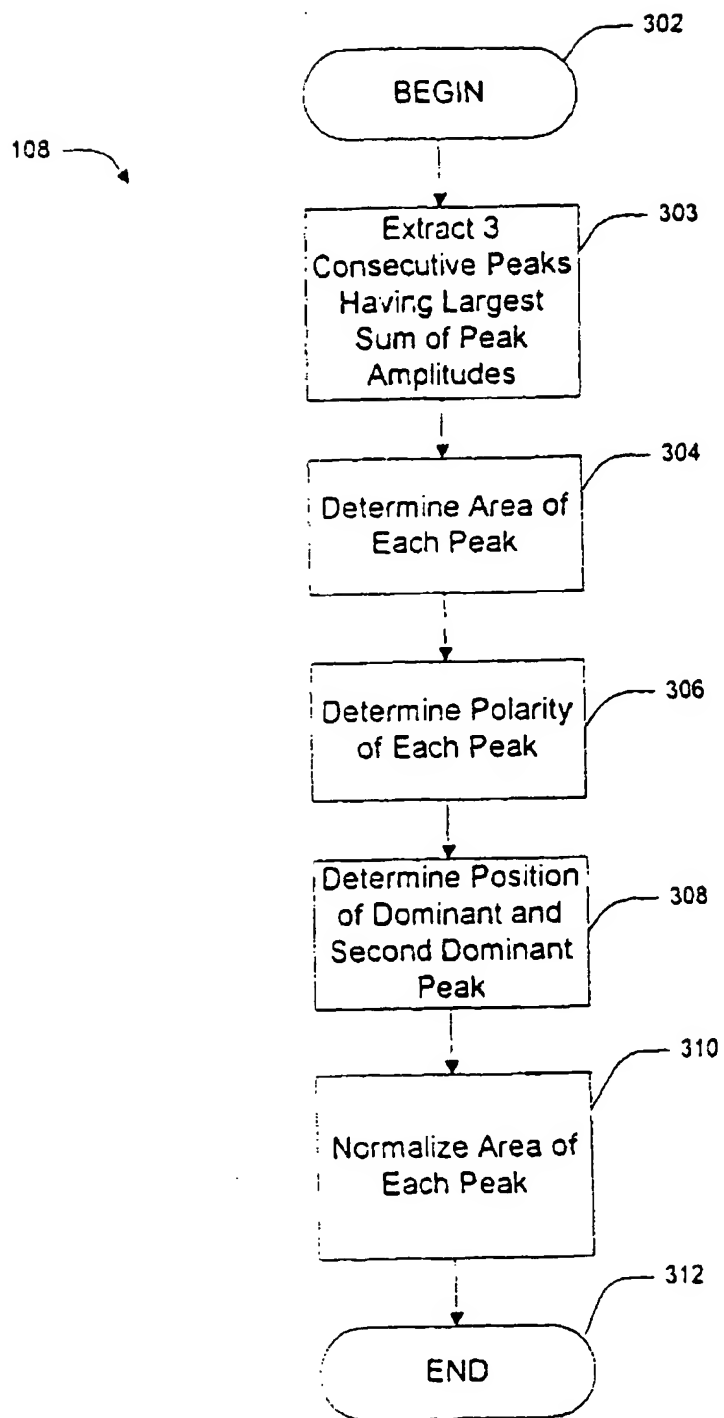 302
BEGIN
108
303
Extract 3
Consecutive Peaks
Having Largest
Sum of Peak
Amplitudes
304
Determine Area of
Each Peak
306
Determine Polarity
of Each Peak
308
Determine Position
of Dominant and
Second Dominant
Peak
310
Normalize Area of
Each Peak
312
END